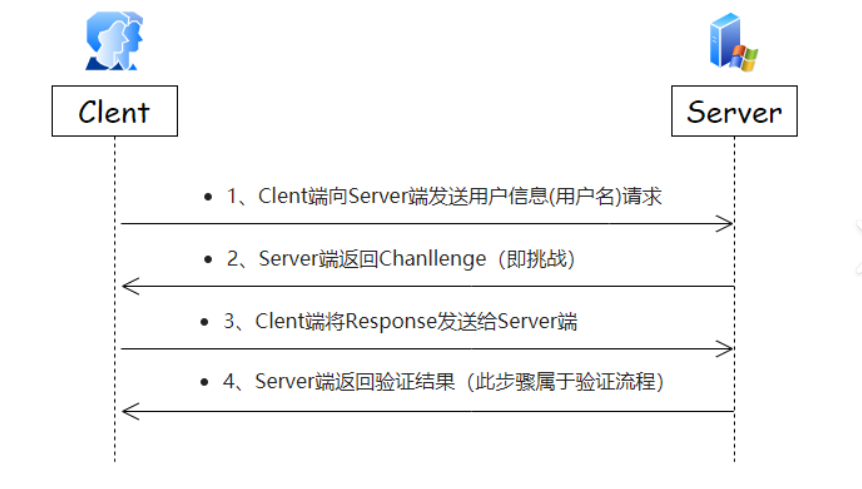 Clent
Server
• 1、Clent端向Server端发送用户信息(用户名)请求
• 2、Server端返回Chanllenge（即挑战）
• 3、Clent端将Response发送给Server端
• 4、Server端返回验证结果（此步骤属于验证流程）